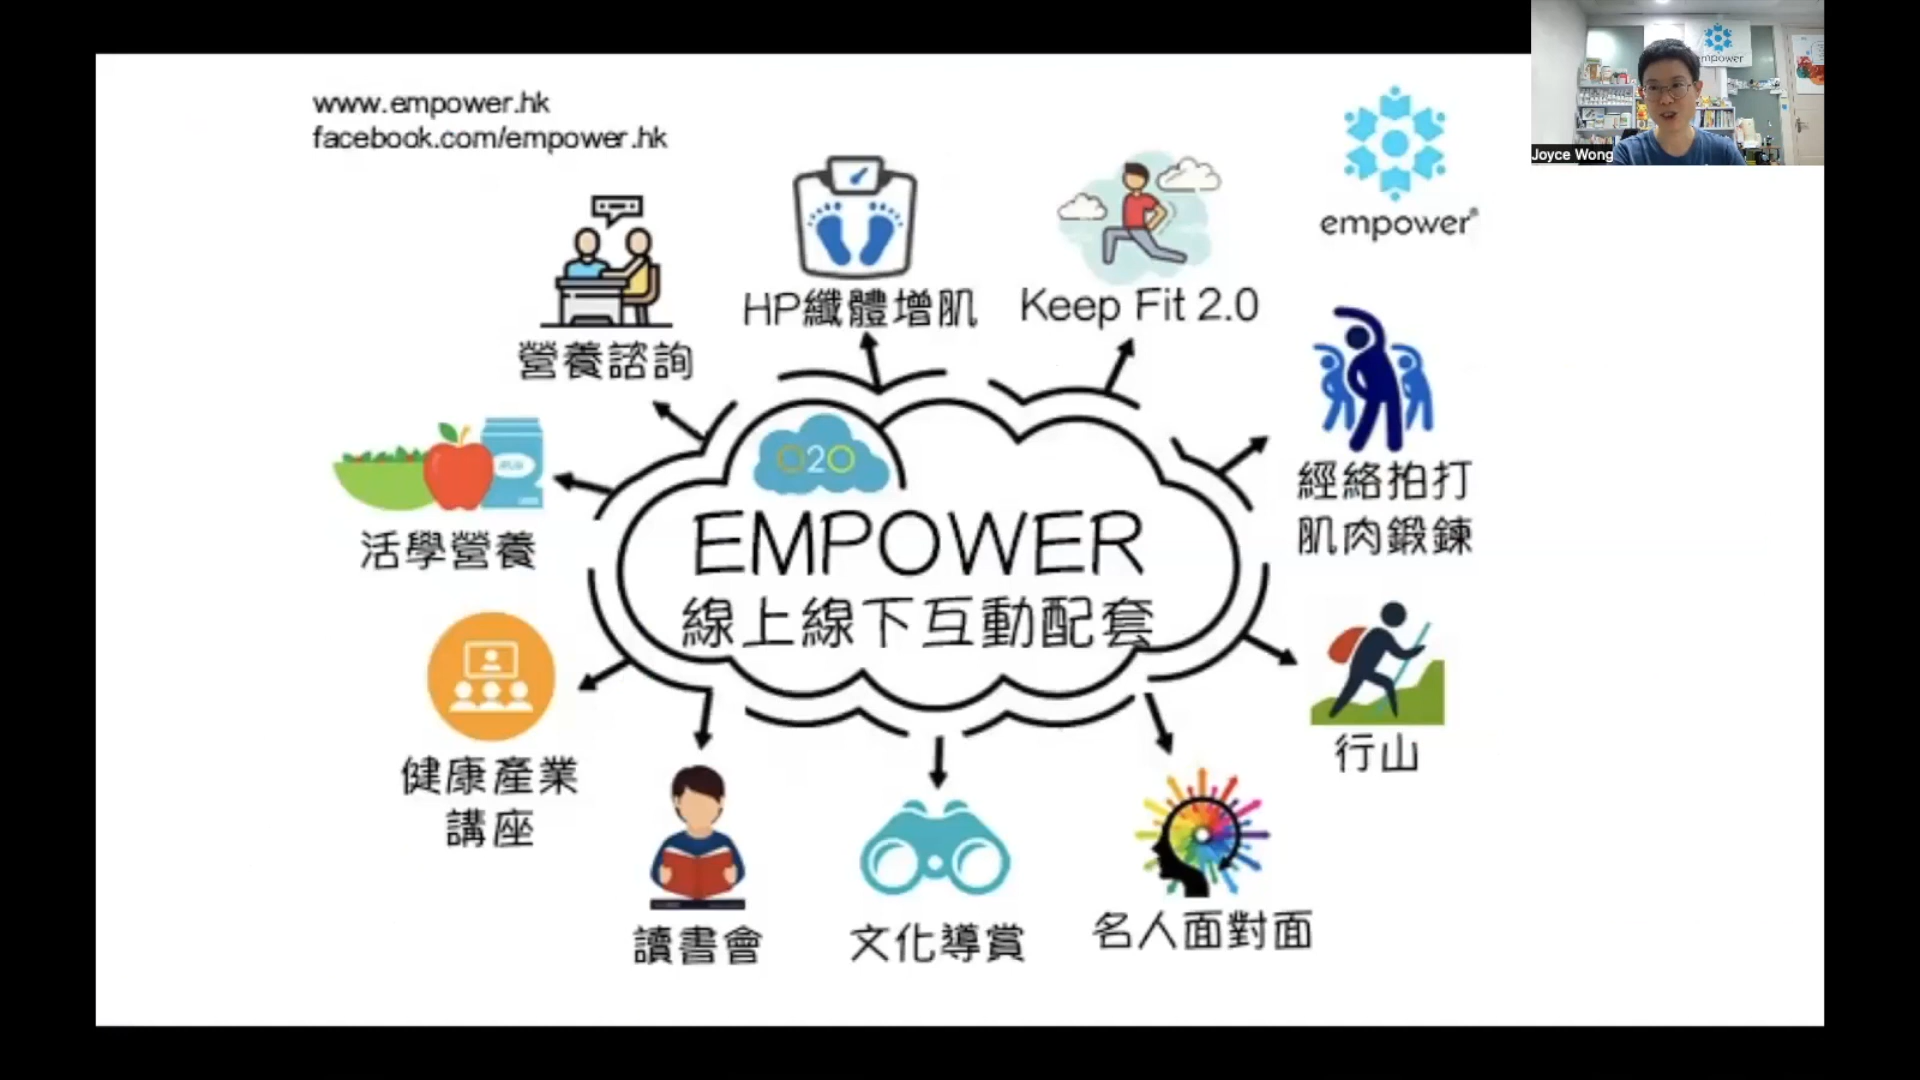 www.empower.hk
facebook.com/empower.hk
empower
Joyce Wong
empower®
營養諮詢
HP纖體增肌
Keep Fit 2.0
經絡拍打
肌肉鍛鍊
活學營養
O2O
EMPOWER
線上線下互動配套
行山
健康產業
講座
讀書會
文化導賞
名人面對面